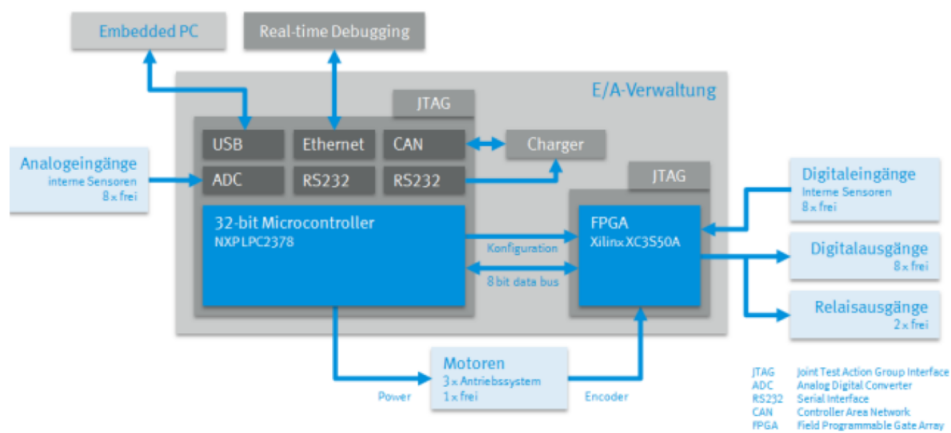 Embedded PC
Real-time Debugging
E/A-Verwaltung
JTAG
USB
Ethernet
CAN
Charger
ADC
RS232
RS232
Analogeingänge
interne Sensoren
8 x frei
JTAG
Digitaleingänge
Interne Sensoren
8 x frei
32-bit Microcontroller
NXP LPC2378
Konfiguration
8 bit data bus
FPGA
Xilinx XC3S50A
Digitalausgänge
8 x frei
Relaisausgänge
2 x frei
Power
Motoren
3 x Antriebssystem
1 x frei
Encoder
JTAG Joint Test Action Group Interface
ADC Analog Digital Converter
RS232 Serial Interface
CAN Controller Area Network
FPGA Field Programmable Gate Array